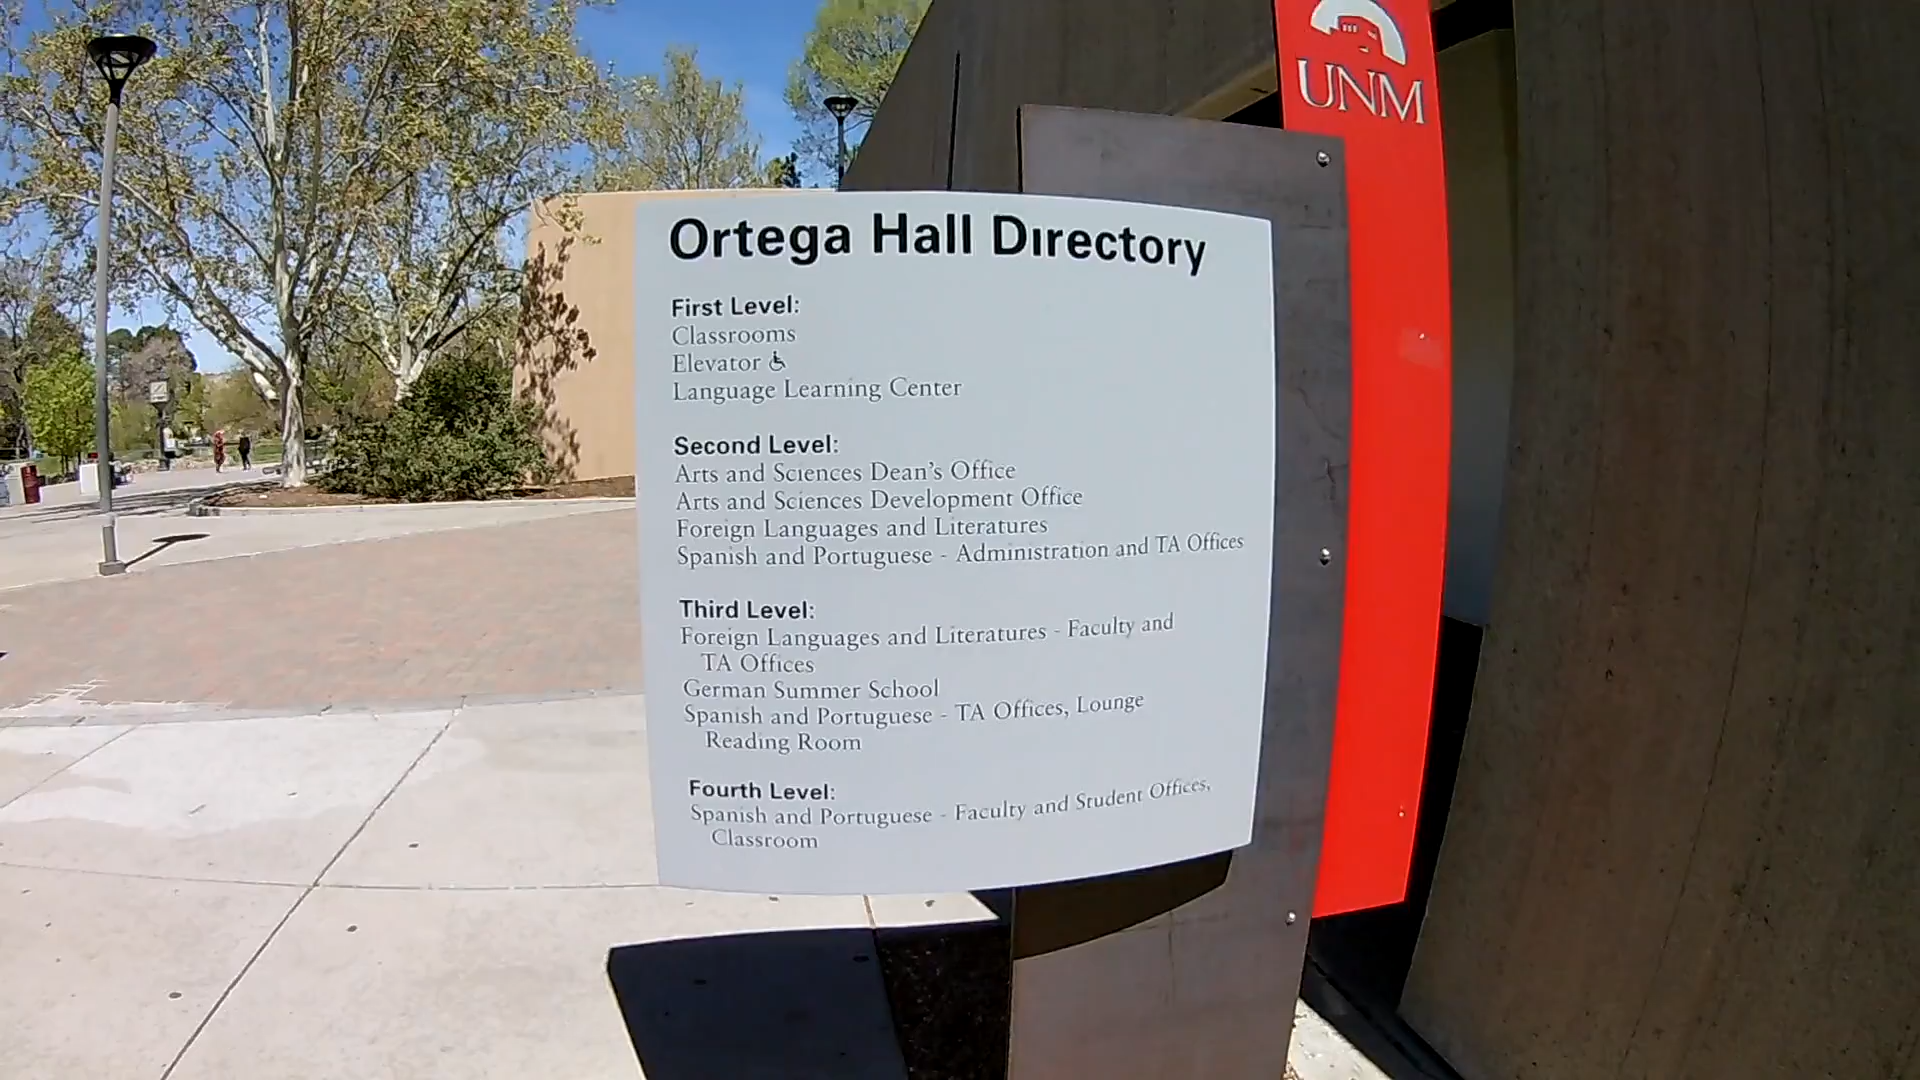 UNM
Ortega Hall Directory
First Level:
Classrooms
Elevator
Language Learning Center
Second Level:
Arts and Sciences Dean's Office
Arts and Sciences Development Office
Foreign Languages and Literatures
Spanish and Portuguese - Administration and TA Offices
Third Level:
Foreign Languages and Literatures - Faculty and
TA Offices
German Summer School
Spanish and Portuguese - TA Offices, Lounge
Reading Room
Fourth Level:
Spanish and Portuguese - Faculty and Student Offices,
Classroom